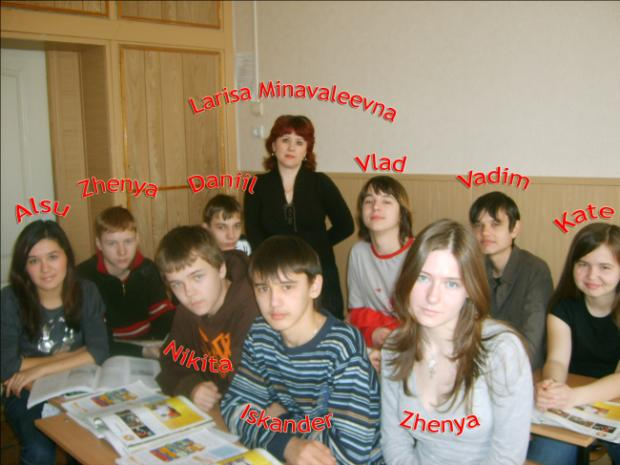 Larisa Minavaleevna
Alsu
Zhenya
Daniil
Vlad
Vadim
Kate
Nikita
Iskander
Zhenya